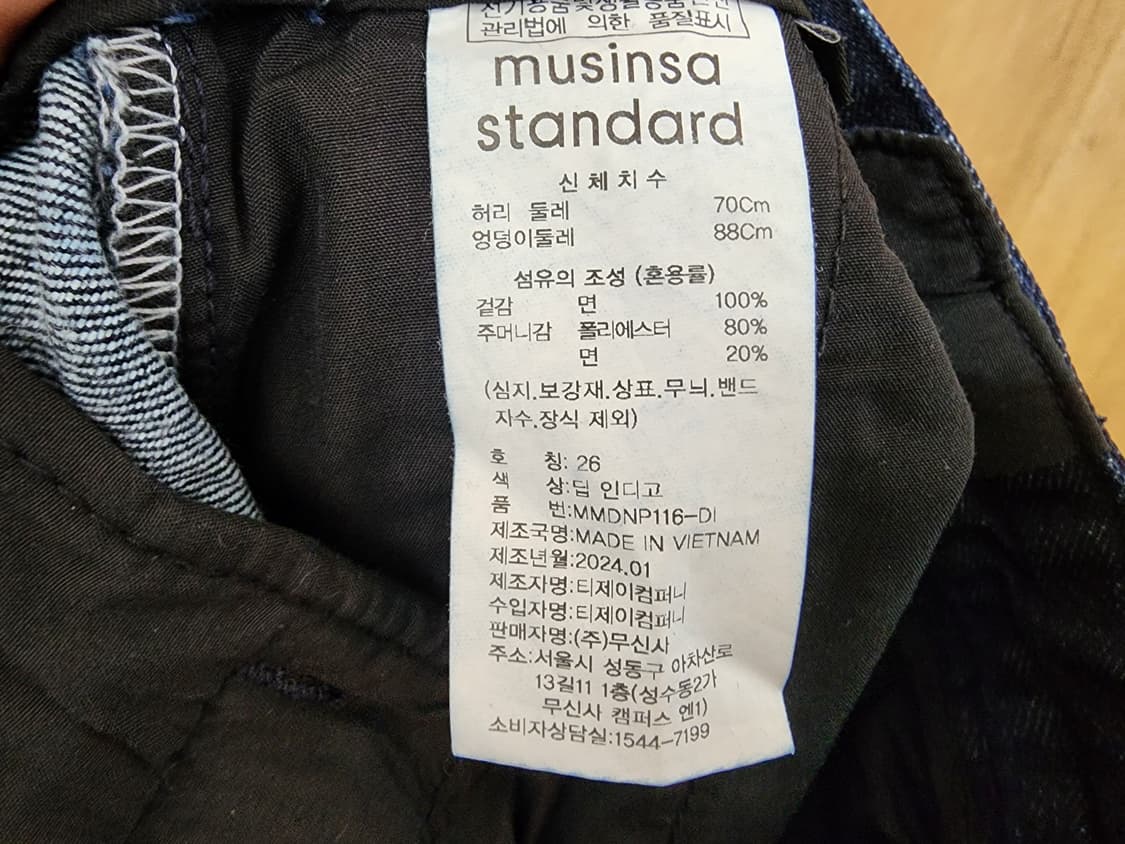 관리법에 의한 품질표시
musinsa
standard
신체치수
허리 둘레 70Cm
엉덩이둘레 88Cm
섬유의 조성 (혼용률)
겉감 면 100%
주머니감 폴리에스터 80%
면 20%
(심지.보강재.상표.무늬.밴드
자수.장식 제외)
호 칭: 26
색 상:딥 인디고
품 번:MMDNP116-DI
제조국명:MADE IN VIETNAM
제조년월:2024.01
제조자명:티제이컴퍼니
수입자명:티제이컴퍼니
판매자명:(주)무신사
주소:서울시 성동구 아차산로
13길11 1층(성수동2가
무신사 캠퍼스 엔1)
소비자상담실:1544-7199